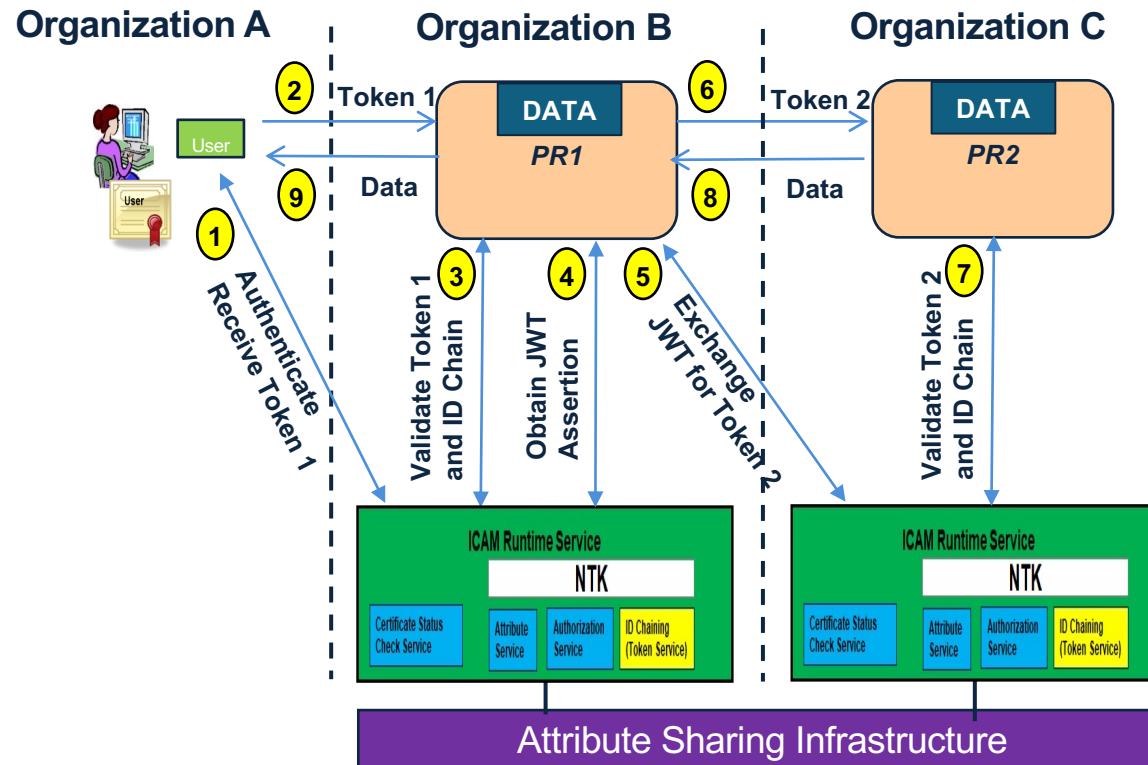 Organization A
Organization B
Organization C
2
Token 1
DATA
PR1
6
Token 2
DATA
PR2
User
User
9
Data
8
Data
1
Authenticate
Receive Token 1
3
Validate Token 1
and ID Chain
4
Obtain JWT
Assertion
5
Exchange
JWT for Token 2
7
Validate Token 2
and ID Chain
ICAM Runtime Service
NTK
Certificate Status
Check Service
Attribute
Service
Authorization
Service
ID Chaining
(Token Service)
ICAM Runtime Service
NTK
Certificate Status
Check Service
Attribute
Service
Authorization
Service
ID Chaining
(Token Service)
Attribute Sharing Infrastructure